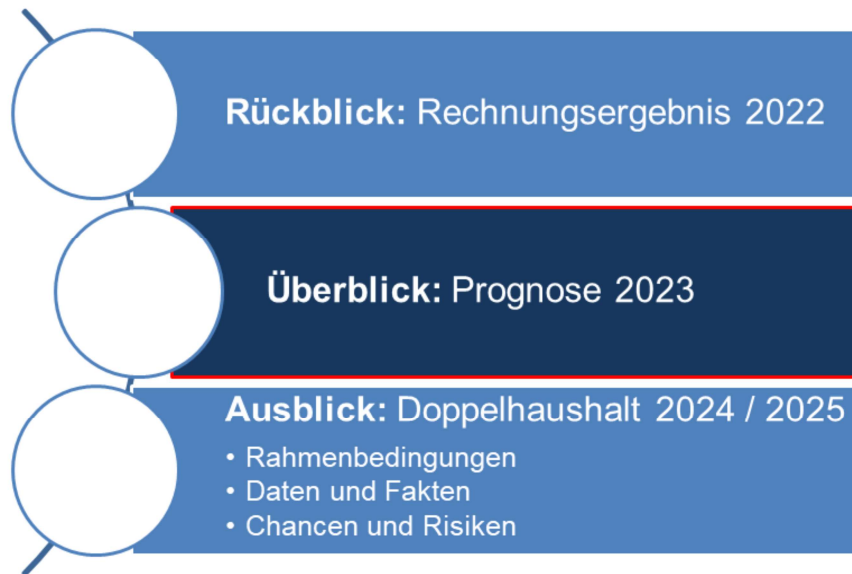 Rückblick: Rechnungsergebnis 2022
Überblick: Prognose 2023
Ausblick: Doppelhaushalt 2024 / 2025
• Rahmenbedingungen
• Daten und Fakten
• Chancen und Risiken